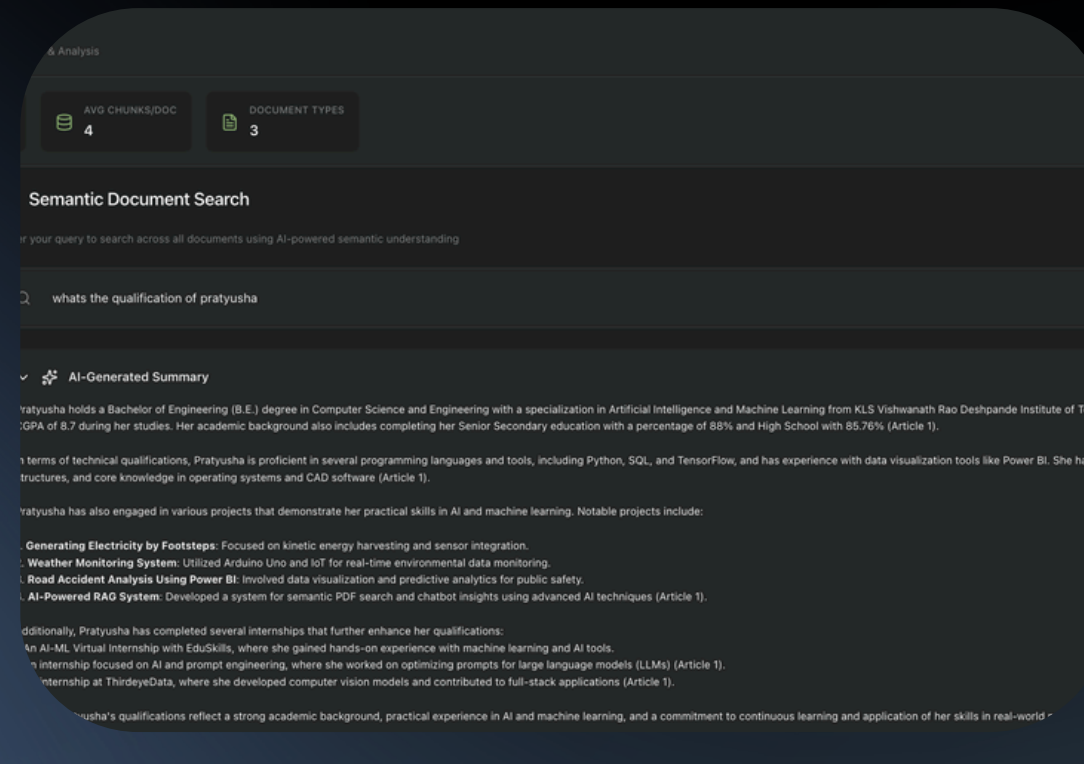 & Analysis
AVG CHUNKS/DOC
4
DOCUMENT TYPES
3
Semantic Document Search
your query to search across all documents using AI-powered semantic understanding
whats the qualification of pratyusha
AI-Generated Summary
Pratyusha holds a Bachelor of Engineering (B.E.) degree in Computer Science and Engineering with a specialization in Artificial Intelligence and Machine Learning from KLS Vishwanath Rao Deshpande Institute of
CGPA of 8.7 during her studies. Her academic background also includes completing her Senior Secondary education with a percentage of 88% and High School with 85.76% (Article 1).
terms of technical qualifications, Pratyusha is proficient in several programming languages and tools, including Python, SQL, and TensorFlow, and has experience with data visualization tools like Power BI. She
structures, and core knowledge in operating systems and CAD software (Article 1).
Pratyusha has also engaged in various projects that demonstrate her practical skills in AI and machine learning. Notable projects include:
Generating Electricity by Footsteps: Focused on kinetic energy harvesting and sensor integration.
Weather Monitoring System: Utilized Arduino Uno and IoT for real-time environmental data monitoring.
Road Accident Analysis Using Power BI: Involved data visualization and predictive analytics for public safety.
AI-Powered RAG System: Developed a system for semantic PDF search and chatbot insights using advanced AI techniques (Article 1).
Additionally, Pratyusha has completed several internships that further enhance her qualifications:
An AI-ML Virtual Internship with EduSkills, where she gained hands-on experience with machine learning and AI tools.
internship focused on AI and prompt engineering, where she worked on optimizing prompts for large language models (LLMs) (Article 1).
internship at ThirdeyeData, where she developed computer vision models and contributed to full-stack applications (Article 1).
qualifications reflect a strong academic background, practical experience in AI and machine learning, and a commitment to continuous learning and application of her skills in real-world